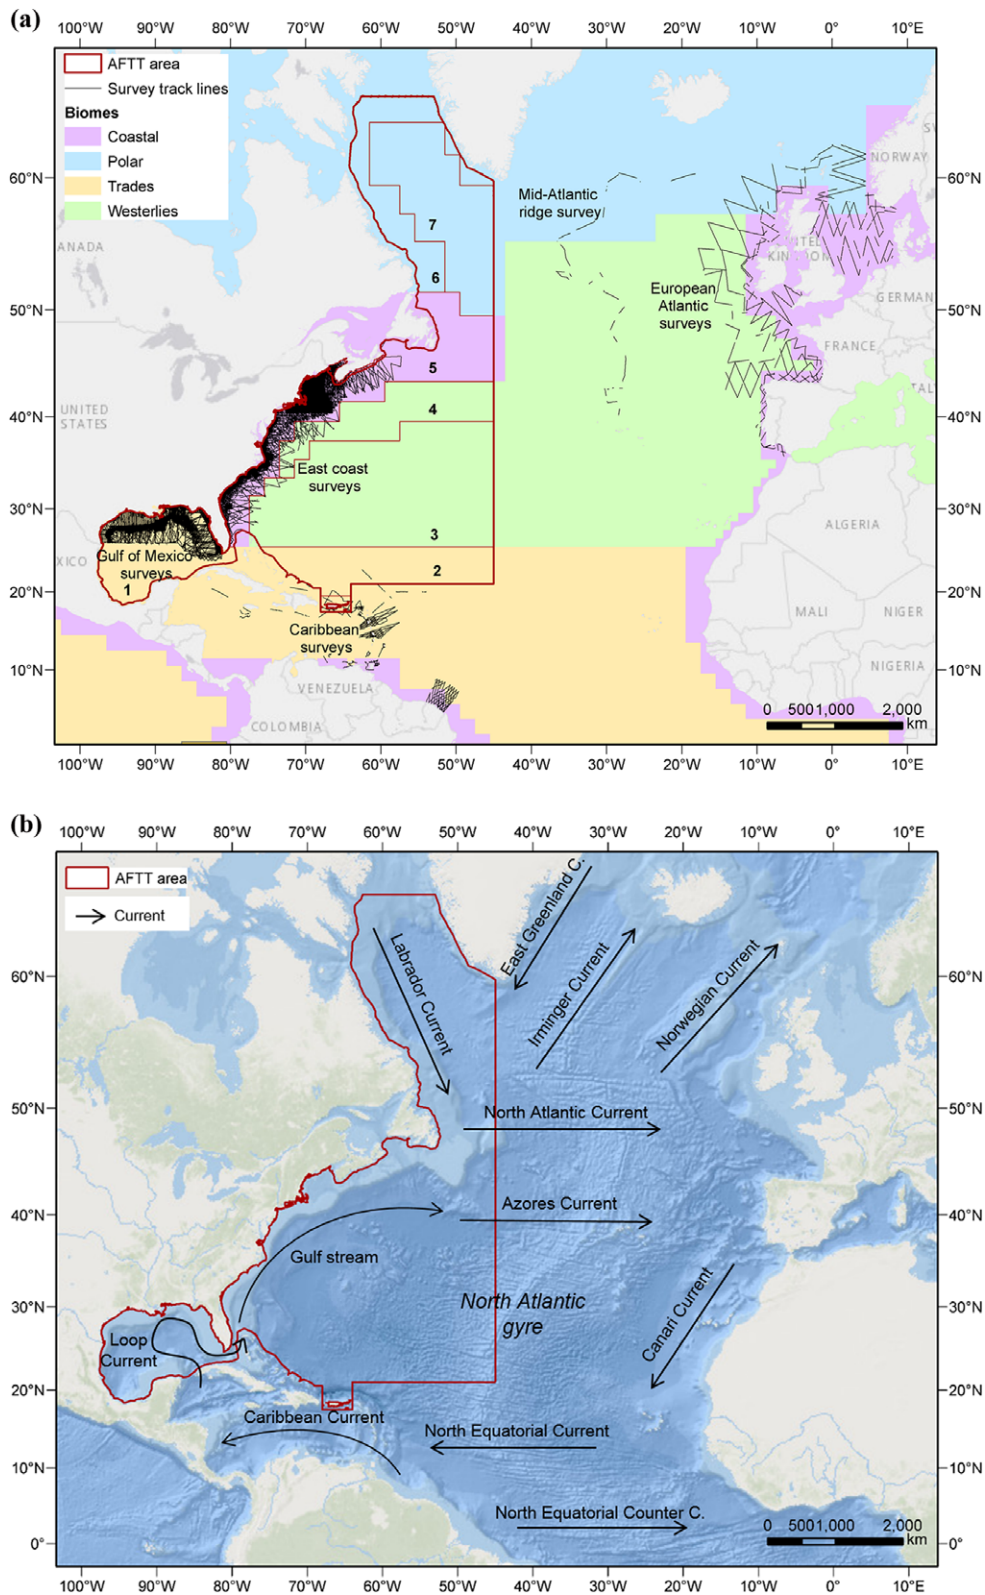 (a)
100°W 90°W 80°W 70°W 60°W 50°W 40°W 30°W 20°W 10°W 0° 10°E
AFTT area
Survey track lines
Biomes
Coastal
Polar
Trades
Westerlies
NORWAY
60°N 60°N
Mid-Atlantic
ridge survey
7
ANADA
KINGDOM
6
European
Atlantic
surveys
GERMAN
50°N 50°N
FRANCE
5
UNITED
STATES
4
40°N 40°N
East coast
surveys
30°N 30°N
3
ALGERIA
Gulf of Mexico
surveys
XICO
2
1
20°N 20°N
MALI NIGER
Caribbean
surveys
10°N 10°N
NIGERIA
VENEZUELA
COLOMBIA
0 500 1,000 2,000
km
100°W 90°W 80°W 70°W 60°W 50°W 40°W 30°W 20°W 10°W 0° 10°E
(b)
100°W 90°W 80°W 70°W 60°W 50°W 40°W 30°W 20°W 10°W 0° 10°E
AFTT area
Current
East Greenland C.
Labrador Current
Irminger Current
Norwegian Current
60°N 60°N
50°N 50°N
North Atlantic Current
Azores Current
40°N 40°N
Gulf stream
North Atlantic
gyre
30°N 30°N
Canari Current
Loop
Current
20°N 20°N
Caribbean Current
North Equatorial Current
10°N 10°N
North Equatorial Counter C.
0 500 1,000 2,000
km
0° 0°
100°W 90°W 80°W 70°W 60°W 50°W 40°W 30°W 20°W 10°W 0° 10°E